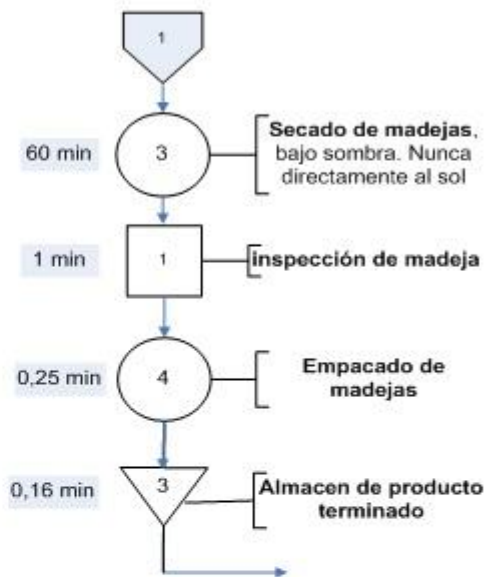 1
60 min
3
Secado de madejas,
bajo sombra. Nunca
directamente al sol
1 min
1
inspección de madeja
0,25 min
4
Empacado de
madejas
0,16 min
3
Almacen de producto
terminado